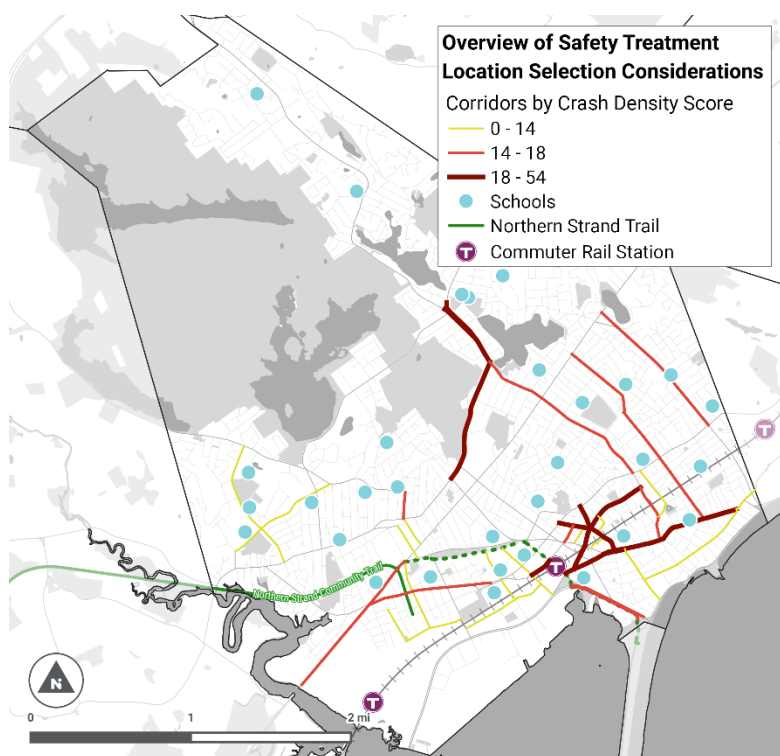 Overview of Safety Treatment
Location Selection Considerations
Corridors by Crash Density Score
0 - 14
14 - 18
18 - 54
Schools
Northern Strand Trail
T Commuter Rail Station
T
Northern Strand Community Trail
T
T
N
0 1 2 mi